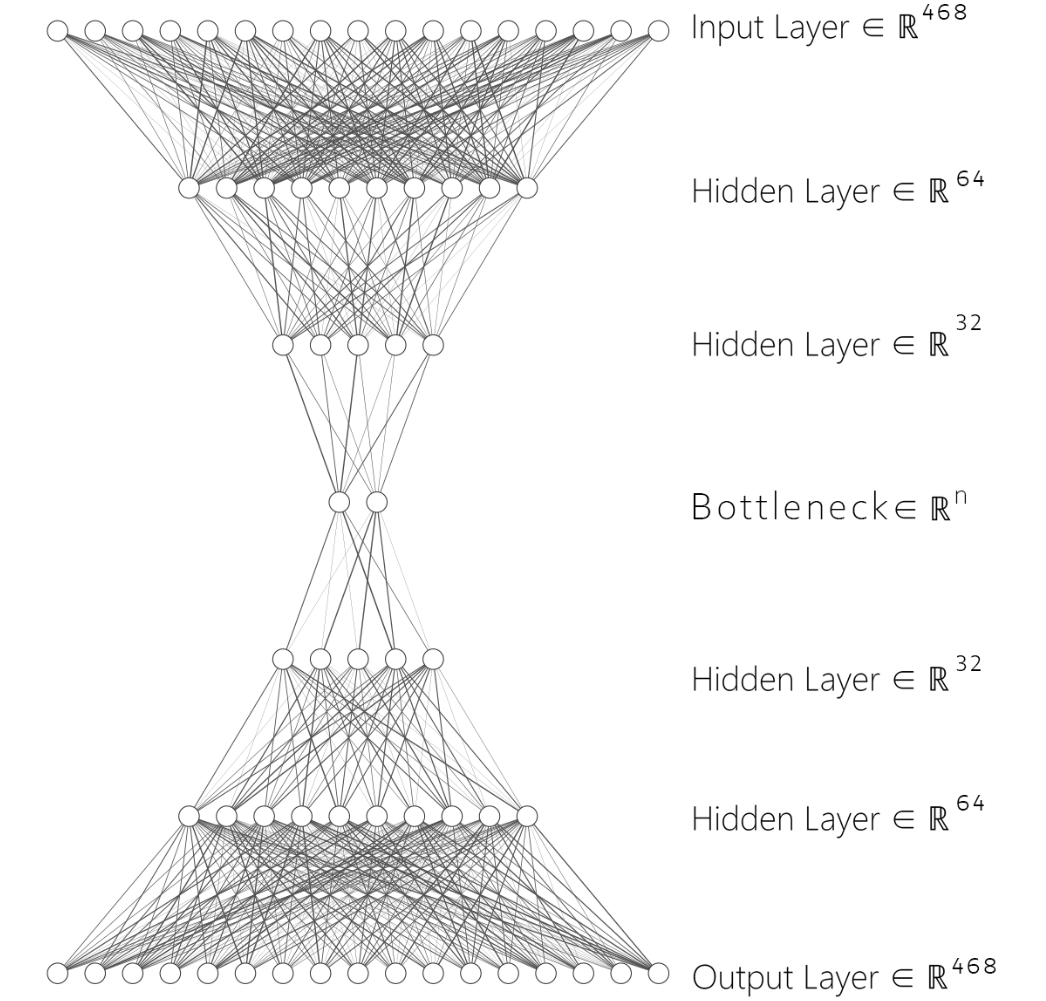 Input Layer ∈ ℝ⁴⁶⁸
Hidden Layer ∈ ℝ⁶⁴
Hidden Layer ∈ ℝ³²
Bottleneck ∈ ℝⁿ
Hidden Layer ∈ ℝ³²
Hidden Layer ∈ ℝ⁶⁴
Output Layer ∈ ℝ⁴⁶⁸